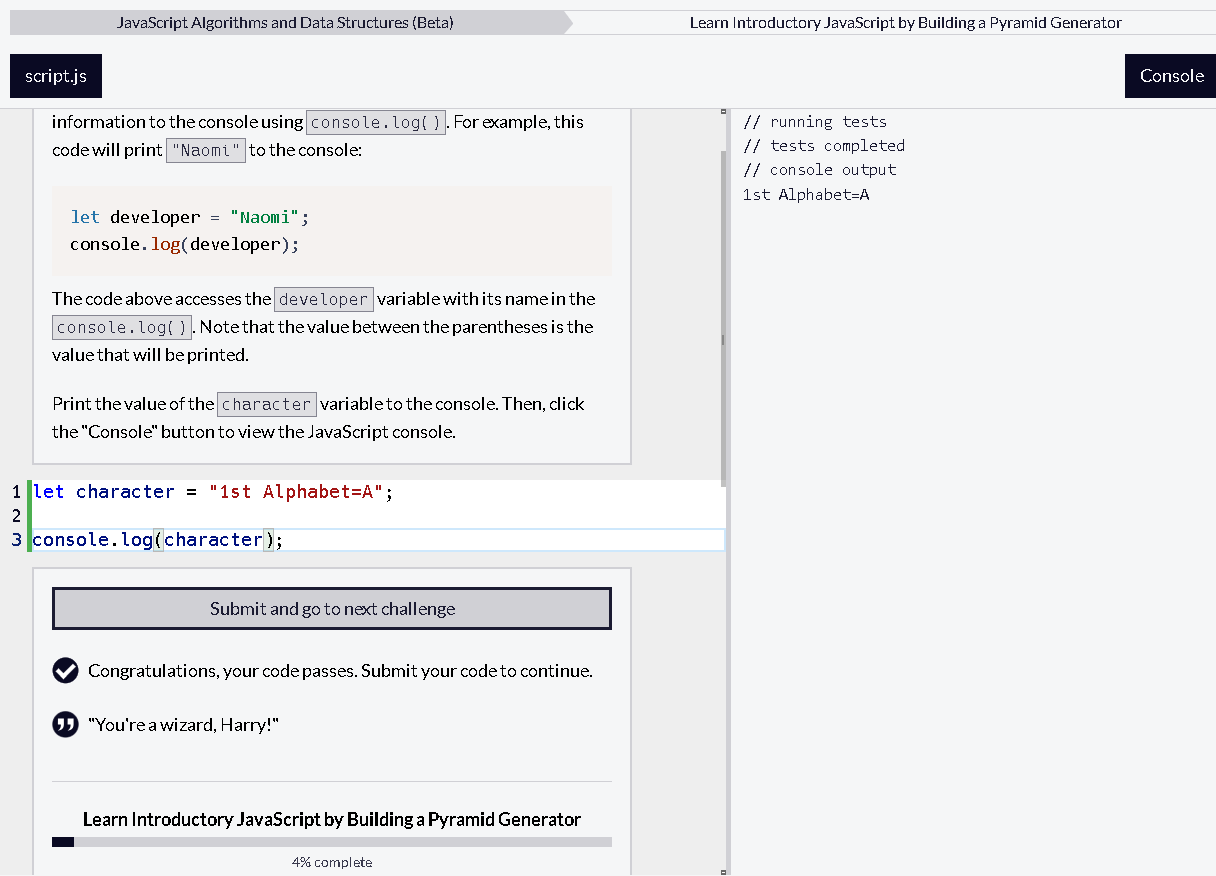 JavaScript Algorithms and Data Structures (Beta)
Learn Introductory JavaScript by Building a Pyramid Generator
script.js
Console
information to the console using console.log(). For example, this
code will print "Naomi" to the console:
let developer = "Naomi";
console.log(developer);
The code above accesses the developer variable with its name in the
console.log(). Note that the value between the parentheses is the
value that will be printed.
Print the value of the character variable to the console. Then, click
the "Console" button to view the JavaScript console.
1 let character = "1st Alphabet=A";
2
3 console.log(character);
Submit and go to next challenge
Congratulations, your code passes. Submit your code to continue.
"You're a wizard, Harry!"
Learn Introductory JavaScript by Building a Pyramid Generator
4% complete
// running tests
// tests completed
// console output
1st Alphabet=A